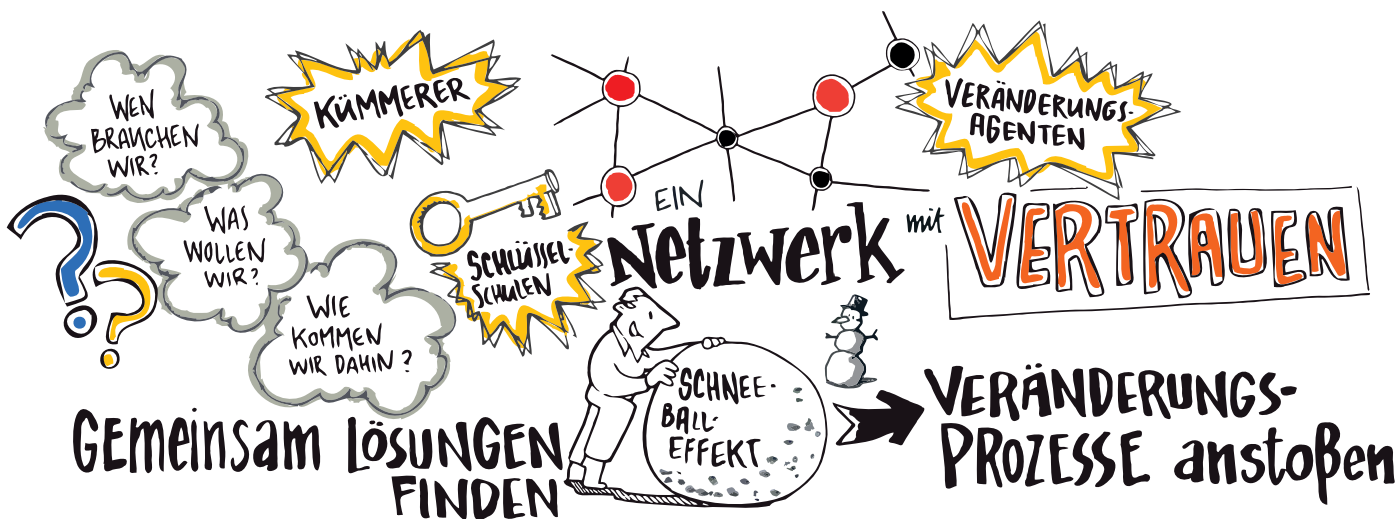 WEN
BRAUCHEN
WIR?
WAS
WOLLEN
WIR?
WIE
KOMMEN
WIR DAHIN?
KÜMMERER
SCHLÜSSEL-
SCHULEN
VERÄNDERUNGS-
AGENTEN
EIN
NETZWERK mit VERTRAUEN
GEMEINSAM LÖSUNGEN
FINDEN
SCHNEE-
BALL-
EFFEKT
VERÄNDERUNGS-
PROZESSE anstoßen